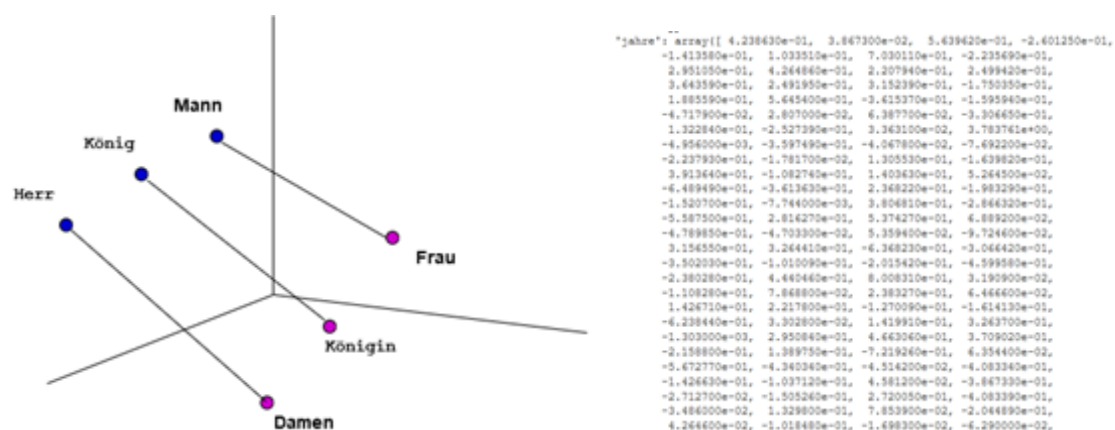 Mann
König
Herr
Frau
Königin
Damen
"jahre": array([ 4.238630e-01, 3.867300e-02, 5.639620e-01, -2.601250e-01,
-1.413580e-01, 1.033510e-01, 7.030110e-01, -2.235690e-01,
2.951050e-01, 4.264860e-01, 2.207940e-01, 2.499420e-01,
3.643590e-01, 2.491950e-01, 3.152390e-01, -1.750350e-01,
1.885590e-01, 5.645400e-01, -3.615370e-01, -1.595940e-01,
-4.717900e-02, 2.807000e-02, 6.387700e-02, -3.306650e-01,
1.322840e-01, -2.527390e-01, 3.363100e-02, 3.783761e+00,
-4.956000e-03, -3.597490e-01, -4.067800e-02, -7.692200e-02,
-2.237930e-01, -1.781700e-02, 1.305530e-01, -1.639820e-01,
3.913640e-01, -1.082740e-01, 1.403630e-01, 5.264500e-02,
-6.489490e-01, -3.613630e-01, 2.368220e-01, -1.983290e-01,
-1.520700e-01, -7.744000e-03, 3.806810e-01, -2.866320e-01,
-5.587500e-01, 2.816270e-01, 5.374270e-01, 6.889200e-02,
-4.789850e-01, -4.703300e-02, 5.359400e-02, -9.724600e-02,
3.156550e-01, 3.264410e-01, -6.368230e-01, -3.066420e-01,
-3.502030e-01, -1.010090e-01, -2.015420e-01, -4.599580e-01,
-2.380280e-01, 4.440460e-01, 8.008310e-01, 3.190900e-02,
-1.108280e-01, 7.868800e-02, 2.383270e-01, 6.466600e-02,
1.426710e-01, 2.217800e-01, -1.270090e-01, -1.614130e-01,
-6.238440e-01, 3.302800e-02, 1.419910e-01, 3.263700e-01,
-1.303000e-03, 2.950840e-01, 4.663060e-01, 3.709020e-01,
-2.158800e-01, 1.389750e-01, -7.219260e-01, 6.354400e-02,
-5.672770e-01, -4.340340e-01, -4.514200e-02, -4.083340e-01,
-1.426630e-01, -1.037120e-01, 4.581200e-02, -3.867330e-01,
-2.712700e-02, -1.505260e-01, 2.720050e-01, -4.083390e-01,
-3.486000e-02, 1.329800e-01, 7.853900e-02, -2.044890e-01,
4.264600e-02, -1.018480e-01, -1.698300e-02, -6.290000e-02,